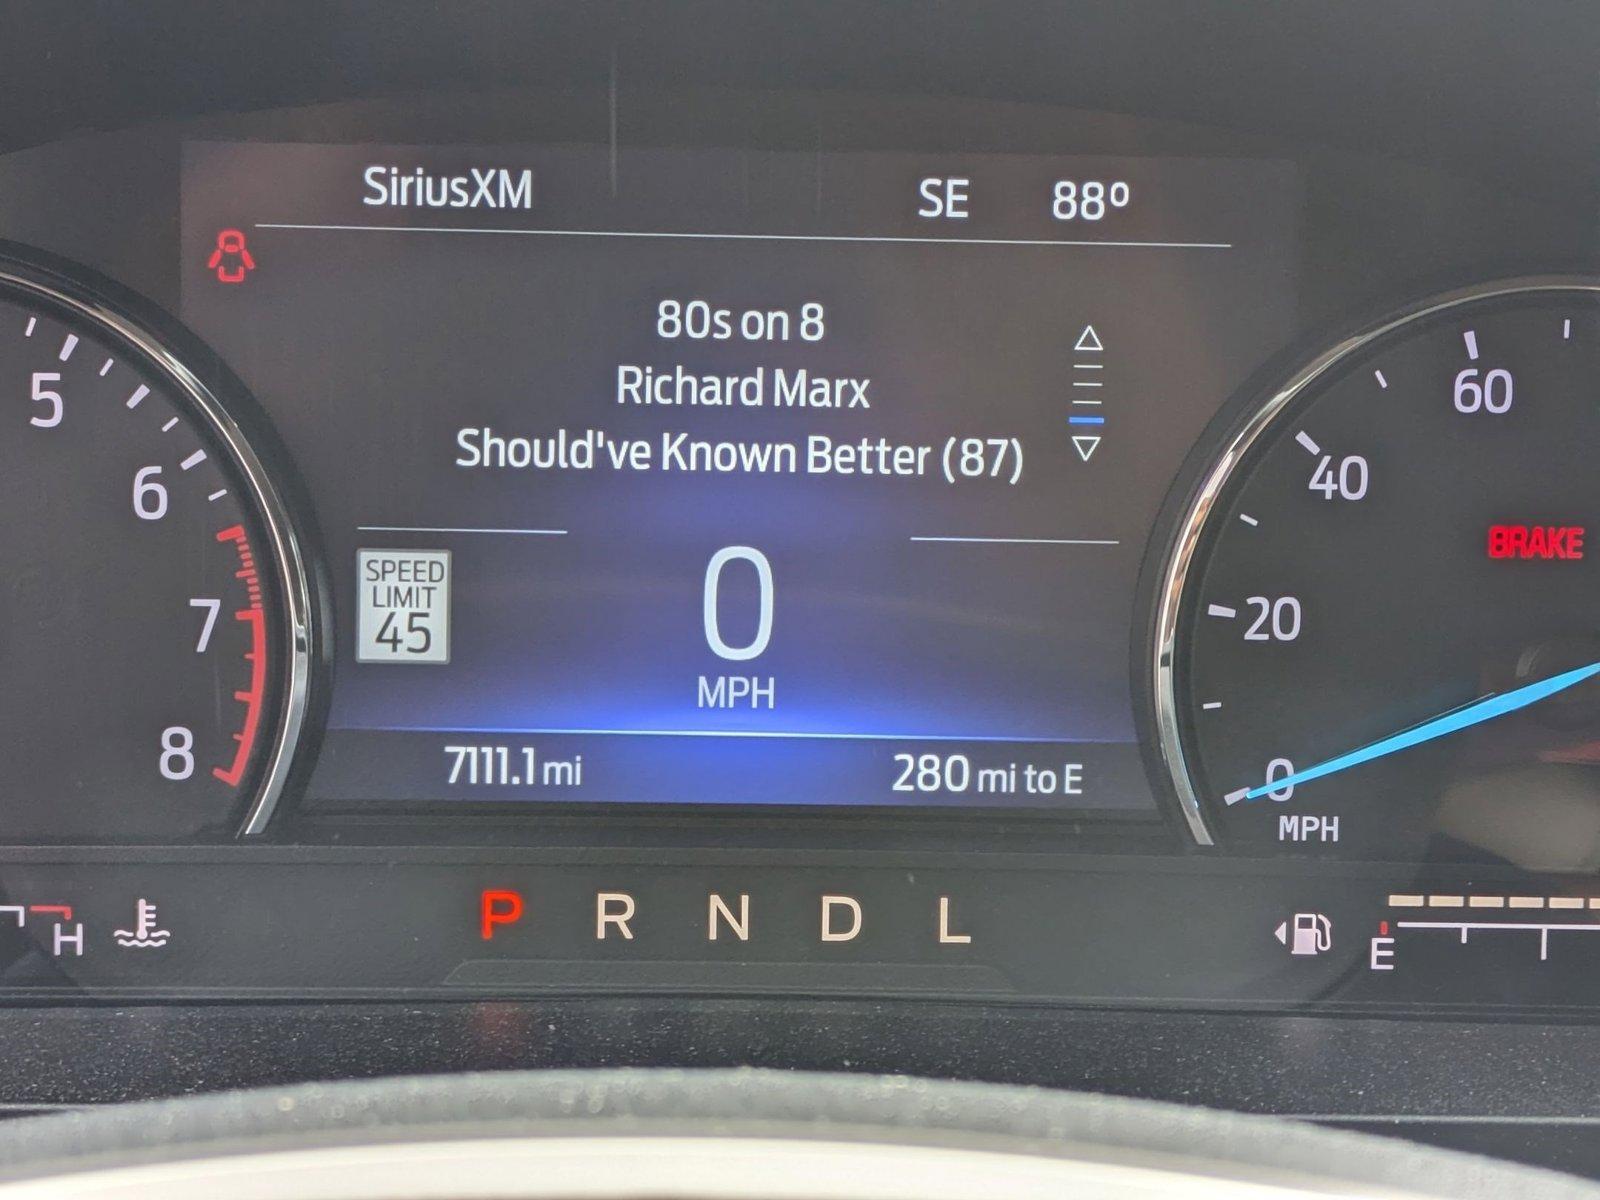 SiriusXM SE 88º
80s on 8
Richard Marx
Should've Known Better (87)
5
6
7
8
SPEED
LIMIT
45
0
MPH
7111.1 mi
280 mi to E
60
40
20
0
MPH
BRAKE
H
P R N D L
E